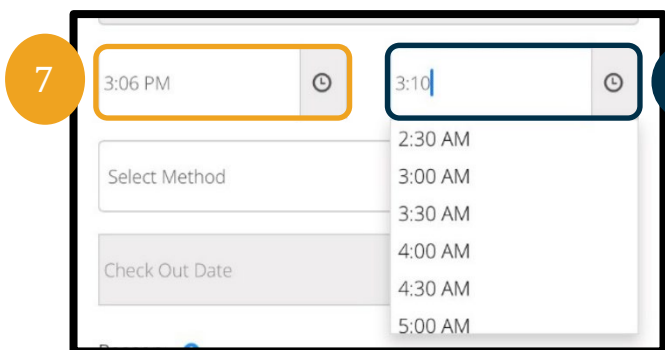 7
3:06 PM
3:10
2:30 AM
3:00 AM
3:30 AM
4:00 AM
4:30 AM
5:00 AM
Select Method
Check Out Date